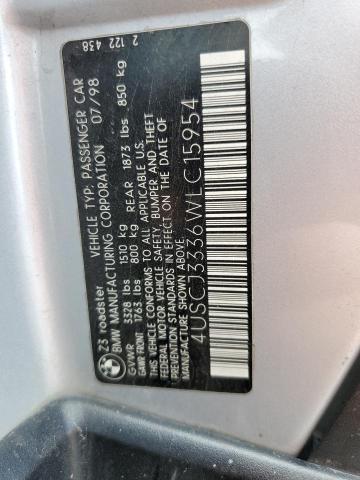 Z3 roadster VEHICLE TYP: PASSENGER CAR
BMW MANUFACTURING CORPORATION 07/98
GVWR 3328 lbs 1510 kg
GAWR FRONT 1763 lbs 800 kg REAR 1873 lbs 850 kg
THIS VEHICLE CONFORMS TO ALL APPLICABLE U.S.
FEDERAL MOTOR VEHICLE SAFETY, BUMPER AND THEFT
PREVENTION STANDARDS IN EFFECT ON THE DATE OF
MANUFACTURE SHOWN ABOVE
4USCJ3336WLC15954
2 122 438